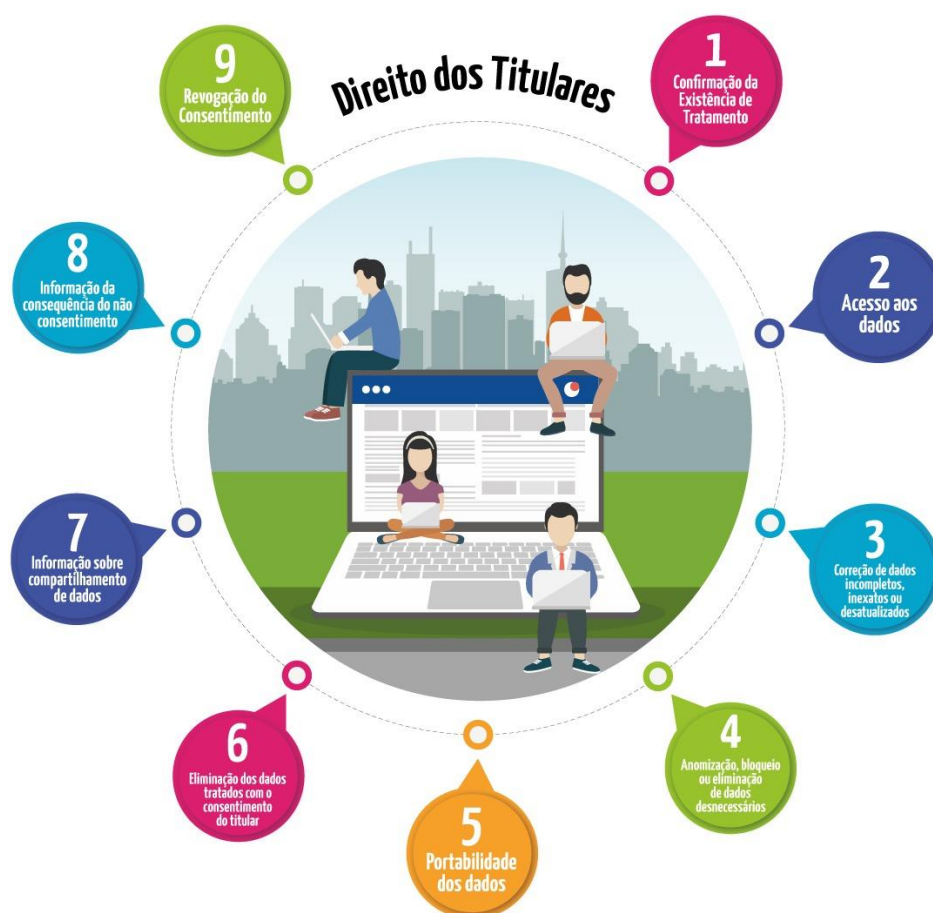 Direito dos Titulares
1
Confirmação da
Existência de
Tratamento
2
Acesso aos
dados
3
Correção de dados
incompletos,
inexatos ou
desatualizados
4
Anomização, bloqueio
ou eliminação
de dados
desnecessários
5
Portabilidade
dos dados
6
Eliminação dos dados
tratados com o
consentimento
do titular
7
Informação sobre
compartilhamento
de dados
8
Informação da
consequência do não
consentimento
9
Revogação do
Consentimento